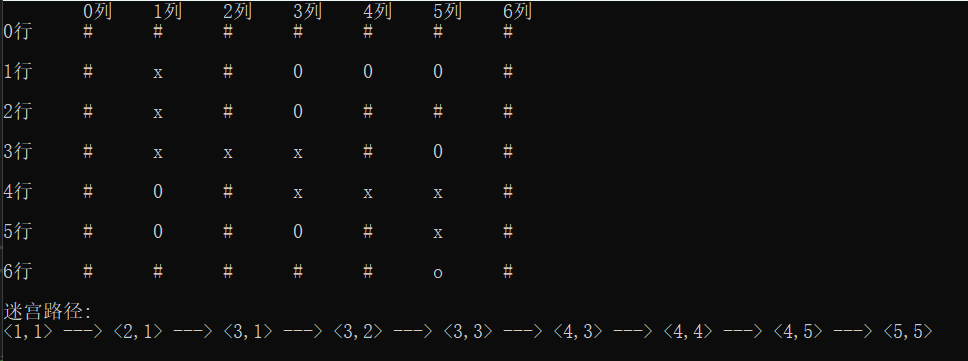 0列 1列 2列 3列 4列 5列 6列
0行 # # # # # # #
1行 # x # 0 0 0 #
2行 # x # 0 # # #
3行 # x x x # 0 #
4行 # 0 # x x x #
5行 # 0 # 0 # x #
6行 # # # # # o #
迷宫路径:
<1,1> ---> <2,1> ---> <3,1> ---> <3,2> ---> <3,3> ---> <4,3> ---> <4,4> ---> <4,5> ---> <5,5>